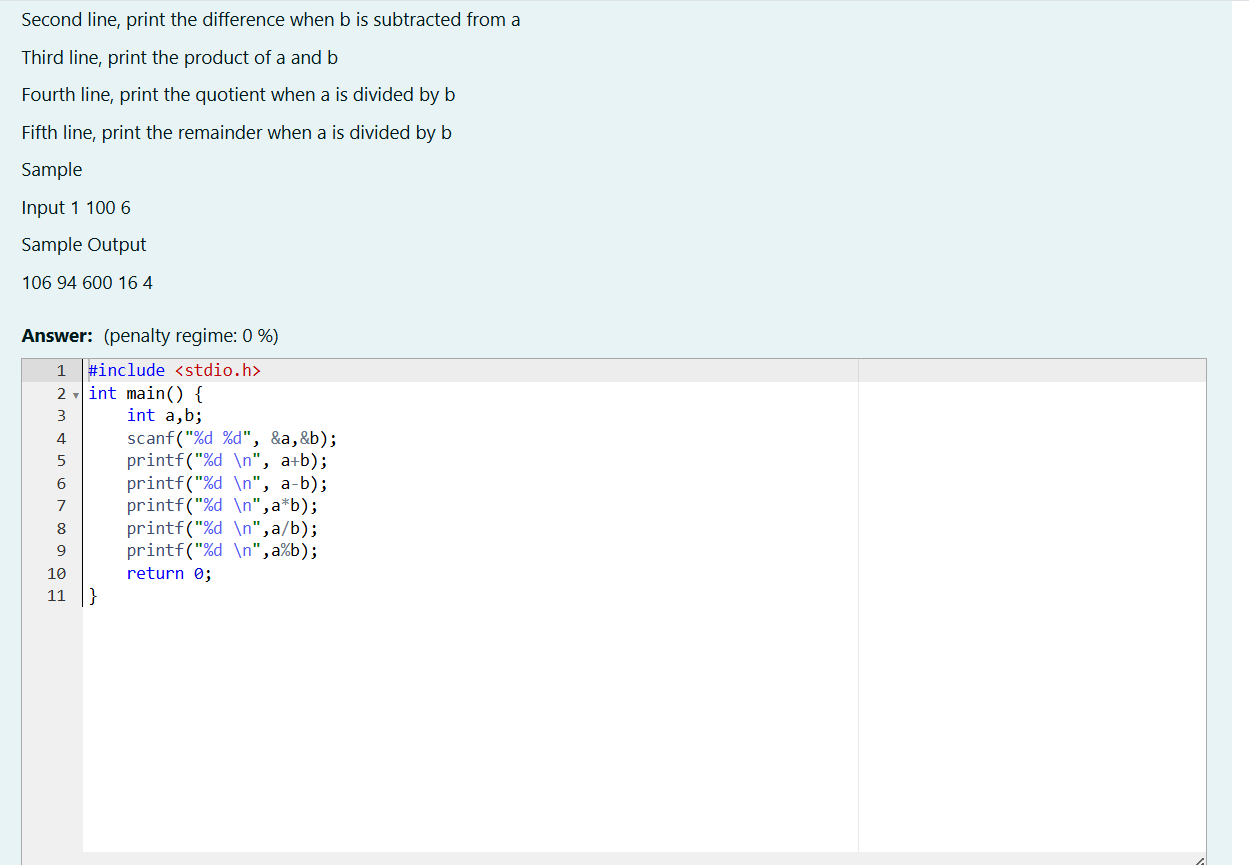 Second line, print the difference when b is subtracted from a
Third line, print the product of a and b
Fourth line, print the quotient when a is divided by b
Fifth line, print the remainder when a is divided by b
Sample
Input 1 100 6
Sample Output
106 94 600 16 4
Answer: (penalty regime: 0 %)
1 #include <stdio.h>
2 int main() {
3     int a,b;
4     scanf("%d %d", &a,&b);
5     printf("%d \n", a+b);
6     printf("%d \n", a-b);
7     printf("%d \n",a*b);
8     printf("%d \n",a/b);
9     printf("%d \n",a%b);
10     return 0;
11 }